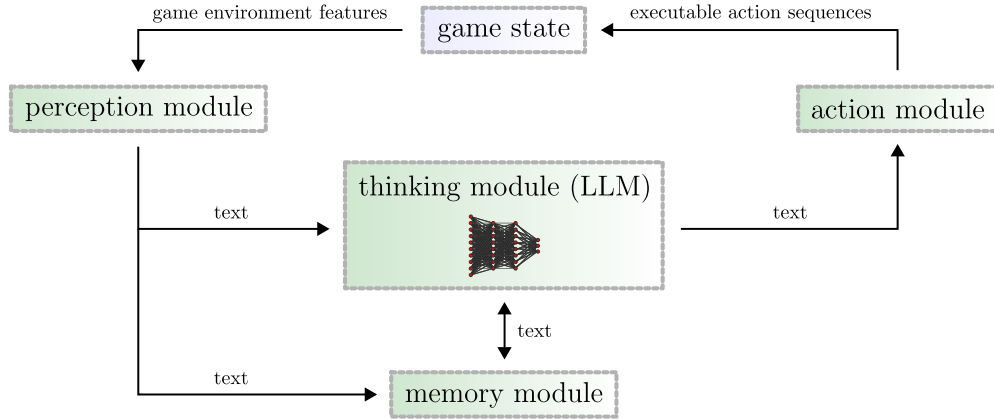 game environment features
game state
executable action sequences
perception module
action module
thinking module (LLM)
text
text
text
text
memory module